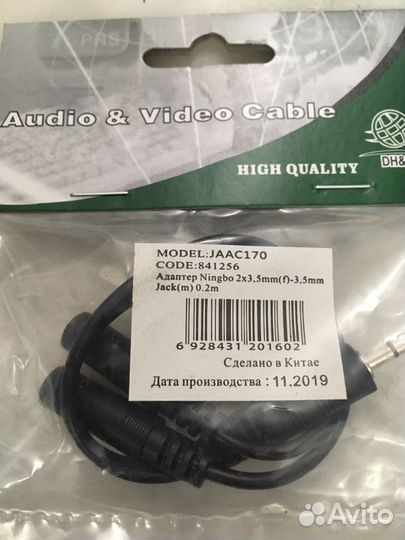 PRS
Audio & Video Cable
DH&
HIGH QUALITY
MODEL:JAAC170
CODE:841256
Адаптер Ningbo 2x3,5mm(f)-3,5mm
Jack(m) 0.2m
6 928431 201602
Сделано в Китае
Дата производства : 11.2019
Avito